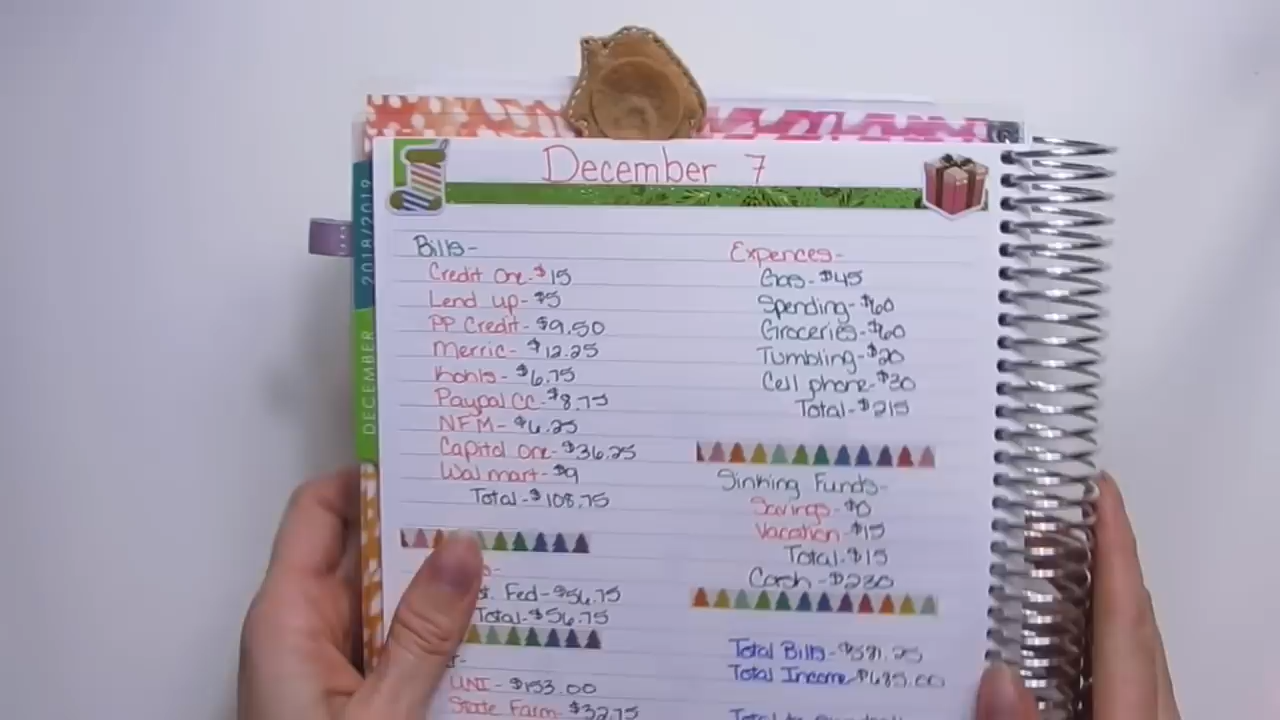 December 7
Bills-
Credit One-$15
Lend up-$5
PP Credit-$9.50
Merric-$12.25
Kohls-$6.75
Paypal CC-$8.75
NFM-$6.25
Capital One-$36.25
Walmart-$9
Total-$108.75
st. Fed-$56.75
Total-$56.75
UNI-$153.00
State Farm-$32.75
Expences-
Gas-$45
Spending-$60
Groceries-$60
Tumbling-$20
Cell phone-$30
Total-$215
Sinking Funds-
Savings-$0
Vacation-$15
Total-$15
Cash-$230
Total Bills-$581.25
Total Income-$685.00
2018/2019
DECEMBER